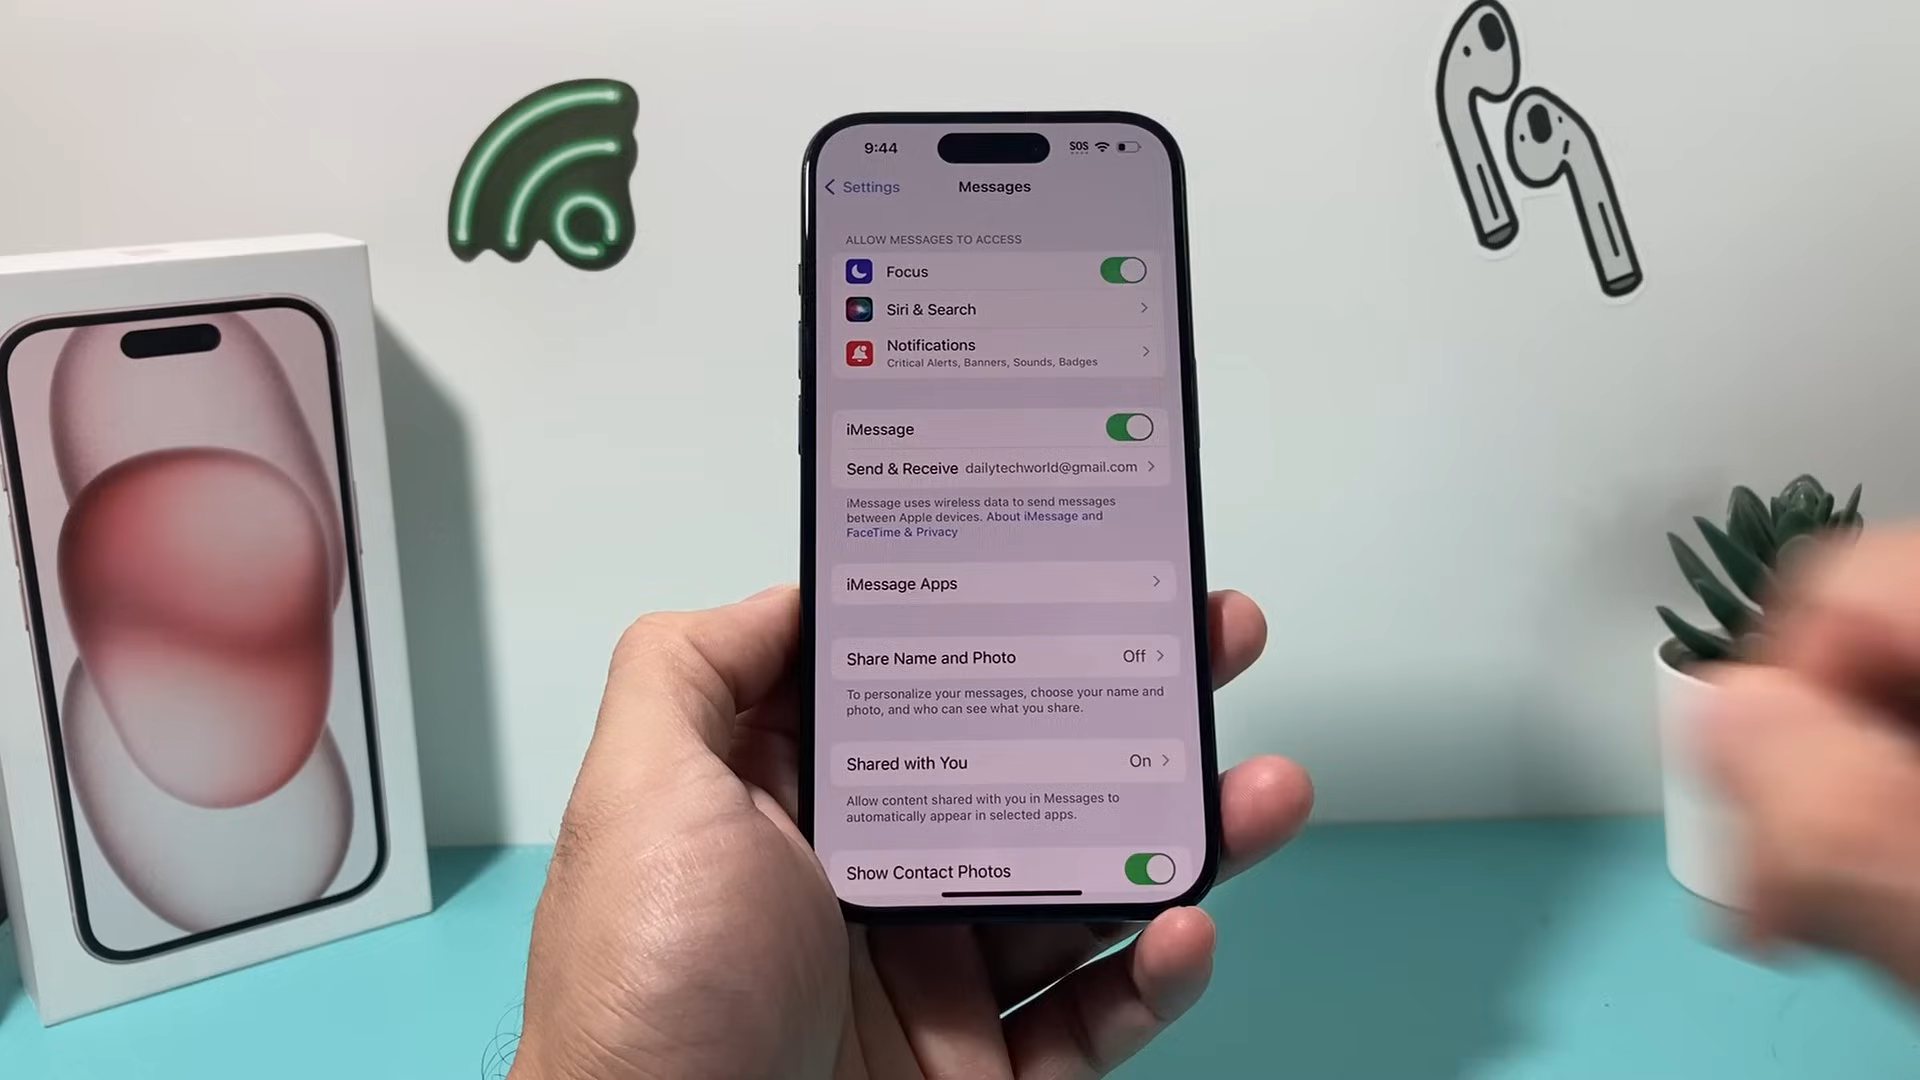 9:44
SOS
Settings
Messages
ALLOW MESSAGES TO ACCESS
Focus
Siri & Search
Notifications
Critical Alerts, Banners, Sounds, Badges
iMessage
Send & Receive dailytechworld@gmail.com
iMessage uses wireless data to send messages
between Apple devices. About iMessage and
FaceTime & Privacy
iMessage Apps
Share Name and Photo Off
To personalize your messages, choose your name and
photo, and who can see what you share.
Shared with You On
Allow content shared with you in Messages to
automatically appear in selected apps.
Show Contact Photos